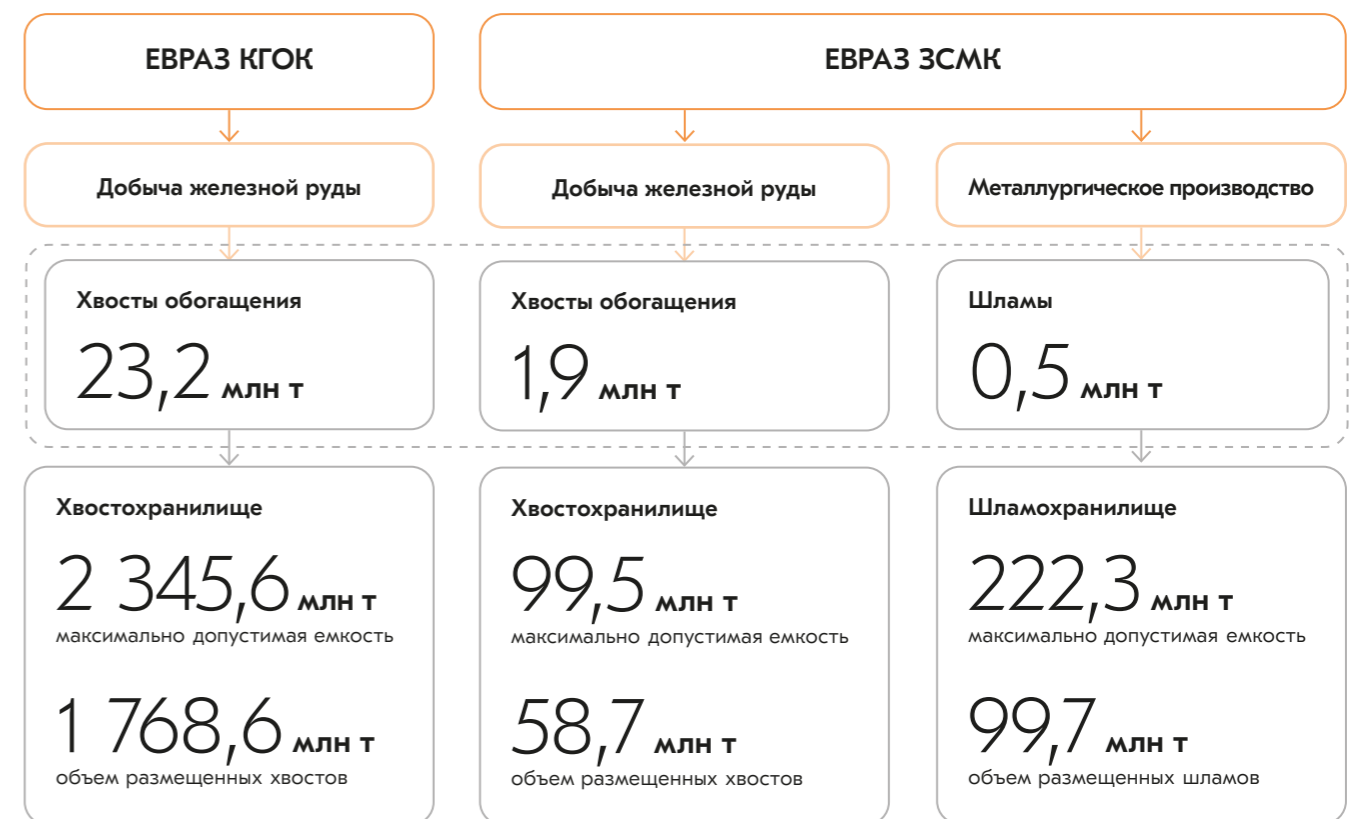 ЕВРАЗ КГОК
ЕВРАЗ ЗСМК
Добыча железной руды
Добыча железной руды
Металлургическое производство
Хвосты обогащения
23,2 млн т
Хвосты обогащения
1,9 млн т
Шламы
0,5 млн т
Хвостохранилище
2 345,6 млн т
максимально допустимая емкость
1 768,6 млн т
объем размещенных хвостов
Хвостохранилище
99,5 млн т
максимально допустимая емкость
58,7 млн т
объем размещенных хвостов
Шламохранилище
222,3 млн т
максимально допустимая емкость
99,7 млн т
объем размещенных шламов